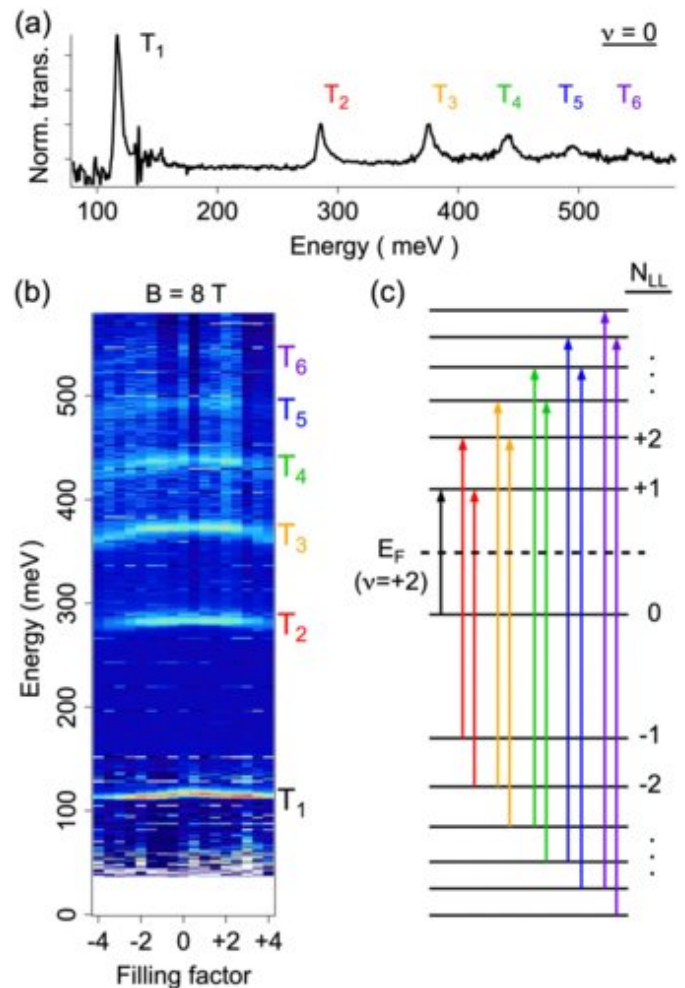 (a)
T₁
ν = 0
T₂
T₃
T₄
T₅
T₆
Norm. trans.
100
200
300
400
500
Energy ( meV )
(b)
B = 8 T
T₆
T₅
T₄
T₃
T₂
T₁
Energy (meV)
500
400
300
200
100
0
-4
-2
0
+2
+4
Filling factor
(c)
N_LL
+2
+1
E_F
(ν=+2)
0
-1
-2